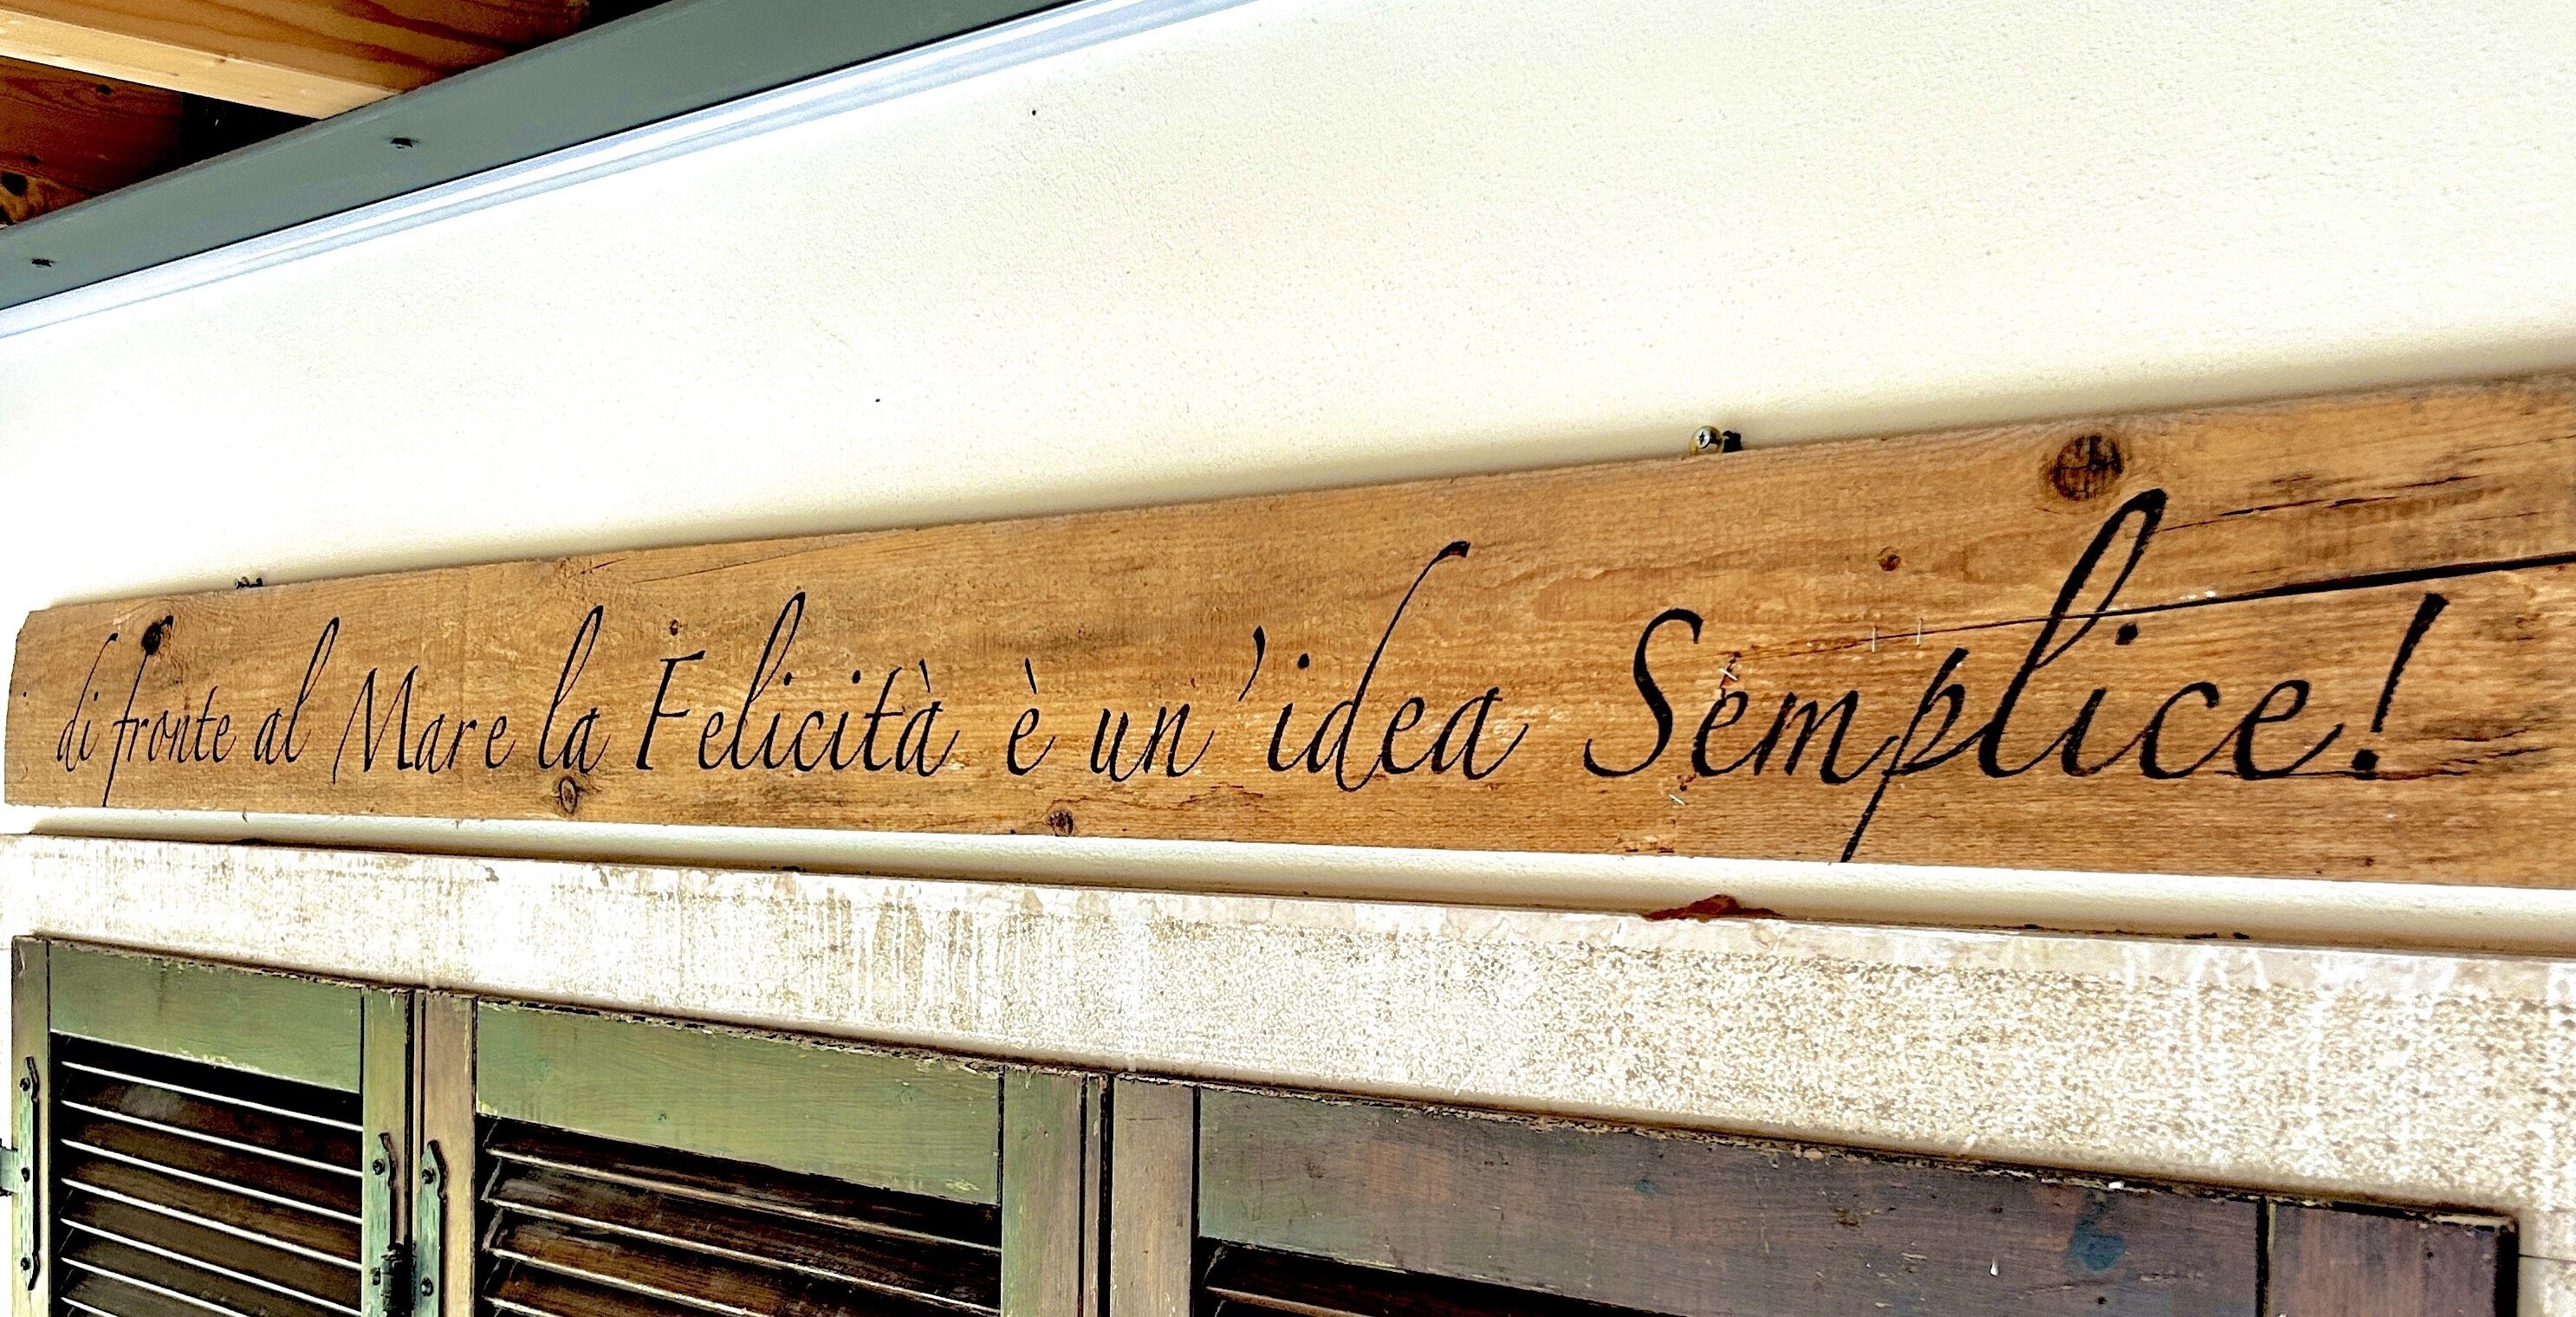 di fronte al Mare la Felicità è un'idea Semplice!